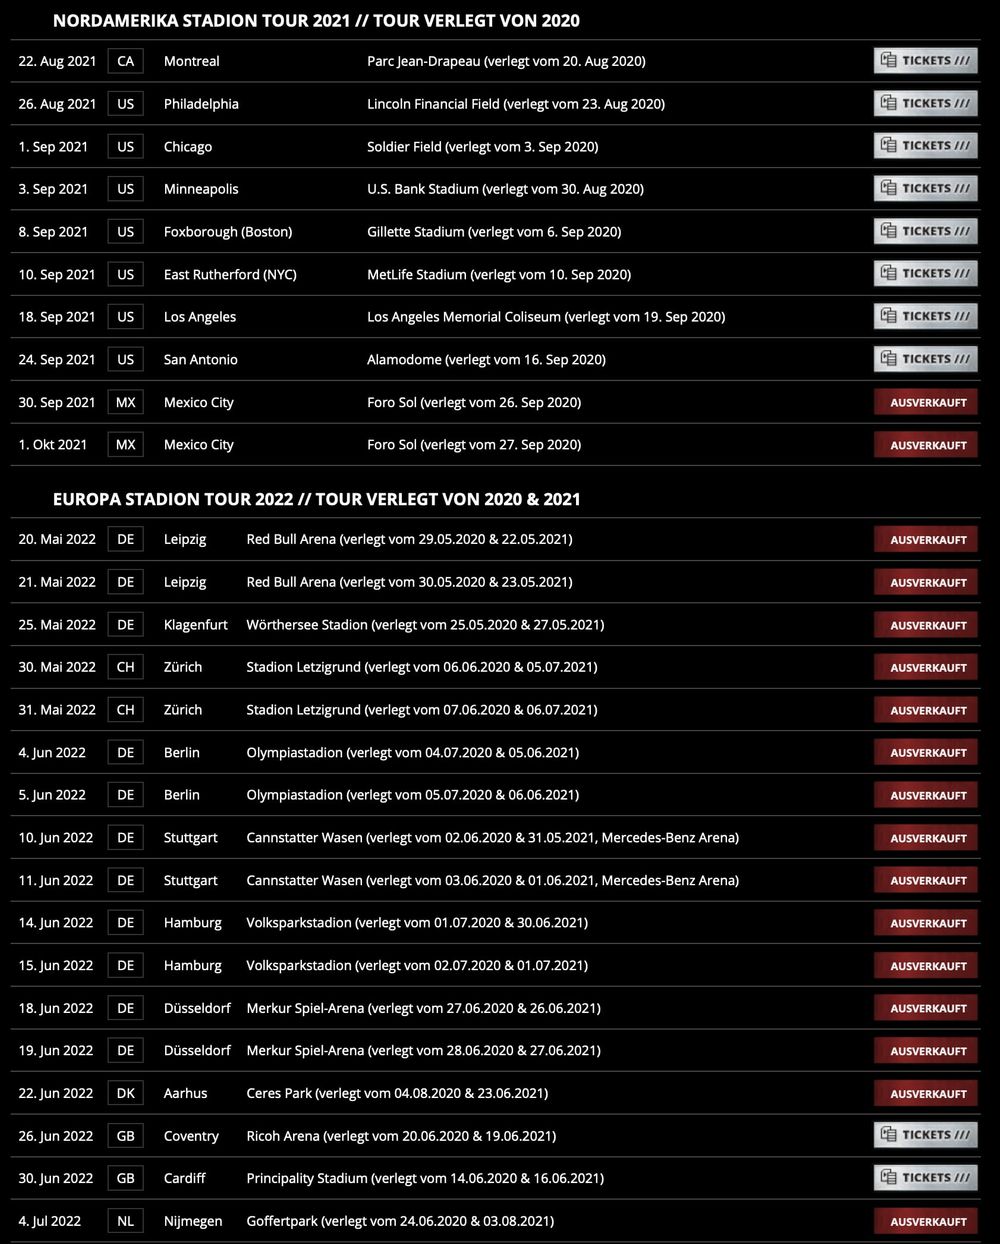 NORDAMERIKA STADION TOUR 2021 // TOUR VERLEGT VON 2020
22. Aug 2021 CA Montreal Parc Jean-Drapeau (verlegt vom 20. Aug 2020) TICKETS ///
26. Aug 2021 US Philadelphia Lincoln Financial Field (verlegt vom 23. Aug 2020) TICKETS ///
1. Sep 2021 US Chicago Soldier Field (verlegt vom 3. Sep 2020) TICKETS ///
3. Sep 2021 US Minneapolis U.S. Bank Stadium (verlegt vom 30. Aug 2020) TICKETS ///
8. Sep 2021 US Foxborough (Boston) Gillette Stadium (verlegt vom 6. Sep 2020) TICKETS ///
10. Sep 2021 US East Rutherford (NYC) MetLife Stadium (verlegt vom 10. Sep 2020) TICKETS ///
18. Sep 2021 US Los Angeles Los Angeles Memorial Coliseum (verlegt vom 19. Sep 2020) TICKETS ///
24. Sep 2021 US San Antonio Alamodome (verlegt vom 16. Sep 2020) TICKETS ///
30. Sep 2021 MX Mexico City Foro Sol (verlegt vom 26. Sep 2020) AUSVERKAUFT
1. Okt 2021 MX Mexico City Foro Sol (verlegt vom 27. Sep 2020) AUSVERKAUFT
EUROPA STADION TOUR 2022 // TOUR VERLEGT VON 2020 & 2021
20. Mai 2022 DE Leipzig Red Bull Arena (verlegt vom 29.05.2020 & 22.05.2021) AUSVERKAUFT
21. Mai 2022 DE Leipzig Red Bull Arena (verlegt vom 30.05.2020 & 23.05.2021) AUSVERKAUFT
25. Mai 2022 DE Klagenfurt Wörthersee Stadion (verlegt vom 25.05.2020 & 27.05.2021) AUSVERKAUFT
30. Mai 2022 CH Zürich Stadion Letzigrund (verlegt vom 06.06.2020 & 05.07.2021) AUSVERKAUFT
31. Mai 2022 CH Zürich Stadion Letzigrund (verlegt vom 07.06.2020 & 06.07.2021) AUSVERKAUFT
4. Jun 2022 DE Berlin Olympiastadion (verlegt vom 04.07.2020 & 05.06.2021) AUSVERKAUFT
5. Jun 2022 DE Berlin Olympiastadion (verlegt vom 05.07.2020 & 06.06.2021) AUSVERKAUFT
10. Jun 2022 DE Stuttgart Cannstatter Wasen (verlegt vom 02.06.2020 & 31.05.2021, Mercedes-Benz Arena) AUSVERKAUFT
11. Jun 2022 DE Stuttgart Cannstatter Wasen (verlegt vom 03.06.2020 & 01.06.2021, Mercedes-Benz Arena) AUSVERKAUFT
14. Jun 2022 DE Hamburg Volksparkstadion (verlegt vom 01.07.2020 & 30.06.2021) AUSVERKAUFT
15. Jun 2022 DE Hamburg Volksparkstadion (verlegt vom 02.07.2020 & 01.07.2021) AUSVERKAUFT
18. Jun 2022 DE Düsseldorf Merkur Spiel-Arena (verlegt vom 27.06.2020 & 26.06.2021) AUSVERKAUFT
19. Jun 2022 DE Düsseldorf Merkur Spiel-Arena (verlegt vom 28.06.2020 & 27.06.2021) AUSVERKAUFT
22. Jun 2022 DK Aarhus Ceres Park (verlegt vom 04.08.2020 & 23.06.2021) AUSVERKAUFT
26. Jun 2022 GB Coventry Ricoh Arena (verlegt vom 20.06.2020 & 19.06.2021) TICKETS ///
30. Jun 2022 GB Cardiff Principality Stadium (verlegt vom 14.06.2020 & 16.06.2021) TICKETS ///
4. Jul 2022 NL Nijmegen Goffertpark (verlegt vom 24.06.2020 & 03.08.2021) AUSVERKAUFT